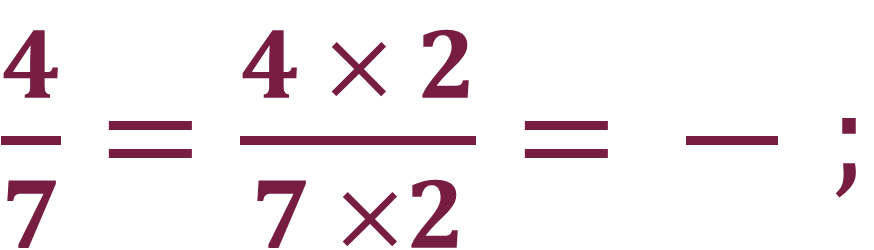 4/7 = (4 × 2)/(7 × 2) = — ;